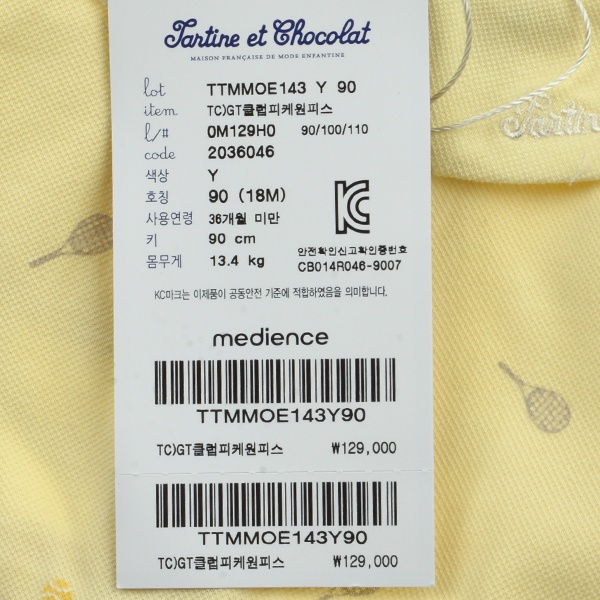 Tartine et Chocolat
MAISON FRANÇAISE DE MODE ENFANTINE
lot TTMMOE143 Y 90
item TC)GT클럽피케원피스
l/# 0M129H0 90/100/110
code 2036046
색상 Y
호칭 90 (18M)
사용연령 36개월 미만
키 90 cm
몸무게 13.4 kg
안전확인신고확인증번호
CB014R046-9007
KC마크는 이제품이 공동안전 기준에 적합하였음을 의미합니다.
medience
TTMMOE143Y90
TC)GT클럽피케원피스 ₩129,000
TTMMOE143Y90
TC)GT클럽피케원피스 ₩129,000
Tartine